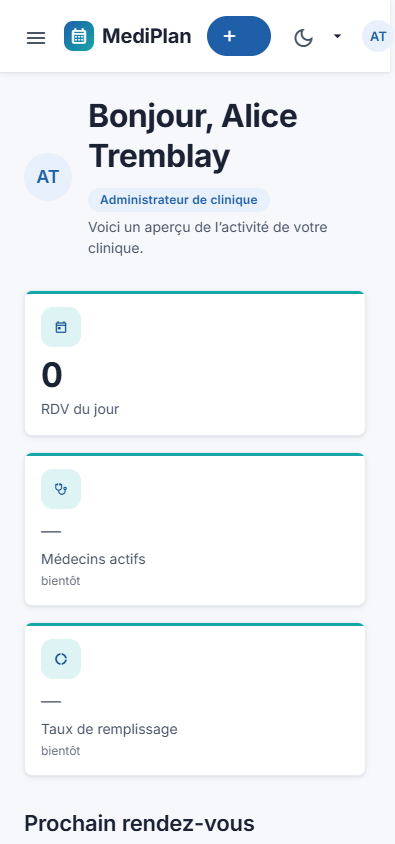 MediPlan
+
AT
AT
Bonjour, Alice
Tremblay
Administrateur de clinique
Voici un aperçu de l'activité de votre
clinique.
0
RDV du jour
—
Médecins actifs
bientôt
—
Taux de remplissage
bientôt
Prochain rendez-vous